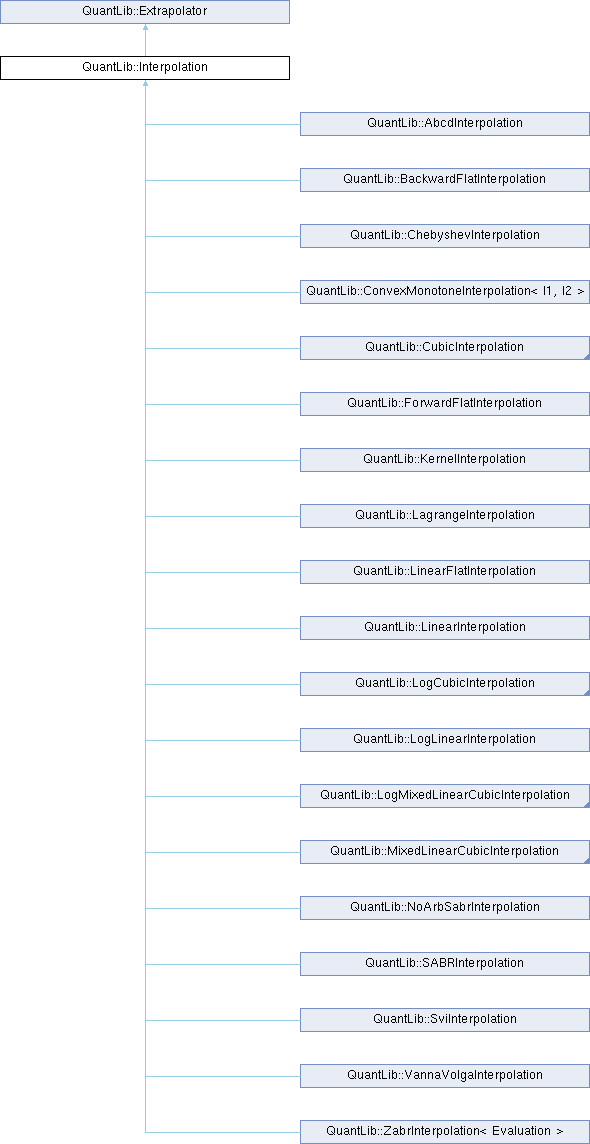 QuantLib::Extrapolator
QuantLib::Interpolation
QuantLib::AbcdInterpolation
QuantLib::BackwardFlatInterpolation
QuantLib::ChebyshevInterpolation
QuantLib::ConvexMonotoneInterpolation< I1, I2 >
QuantLib::CubicInterpolation
QuantLib::ForwardFlatInterpolation
QuantLib::KernelInterpolation
QuantLib::LagrangeInterpolation
QuantLib::LinearFlatInterpolation
QuantLib::LinearInterpolation
QuantLib::LogCubicInterpolation
QuantLib::LogLinearInterpolation
QuantLib::LogMixedLinearCubicInterpolation
QuantLib::MixedLinearCubicInterpolation
QuantLib::NoArbSabrInterpolation
QuantLib::SABRInterpolation
QuantLib::SviInterpolation
QuantLib::VannaVolgaInterpolation
QuantLib::ZabrInterpolation< Evaluation >